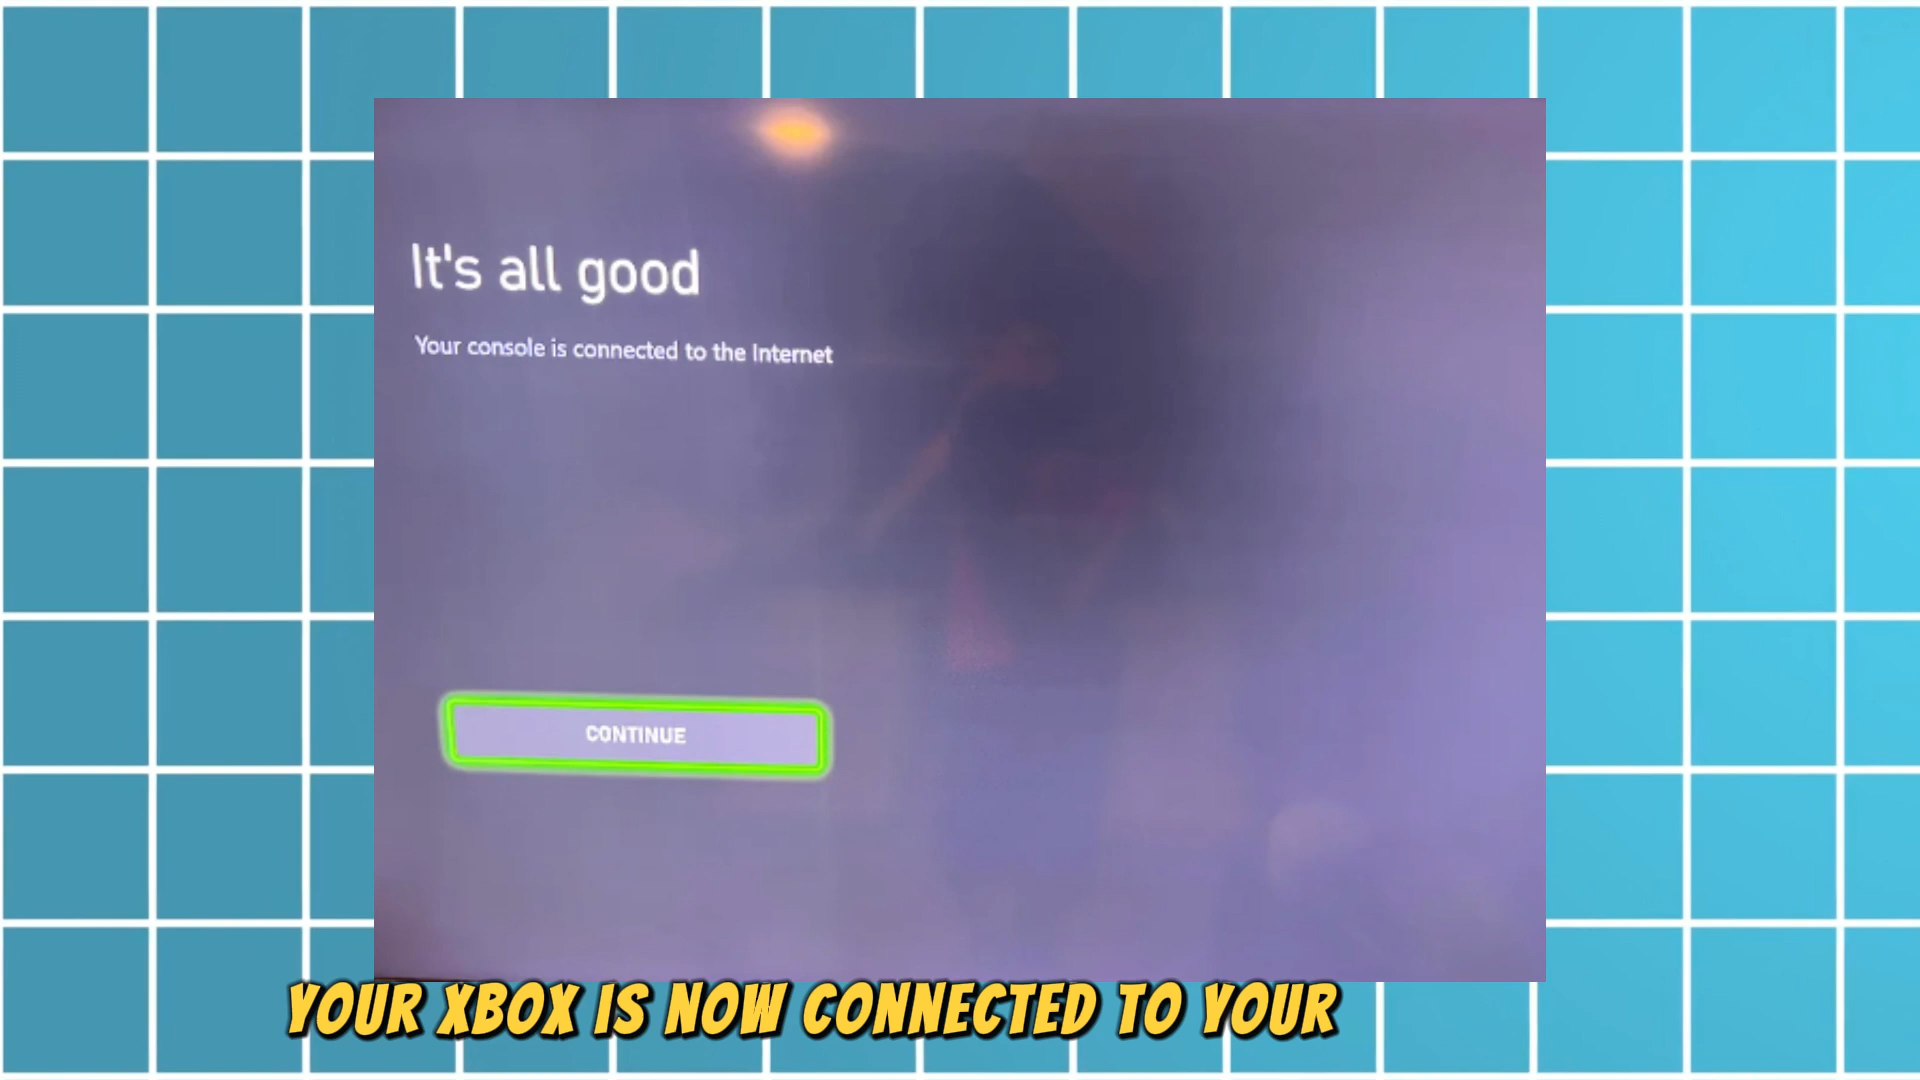 It's all good
Your console is connected to the Internet
CONTINUE
YOUR XBOX IS NOW CONNECTED TO YOUR